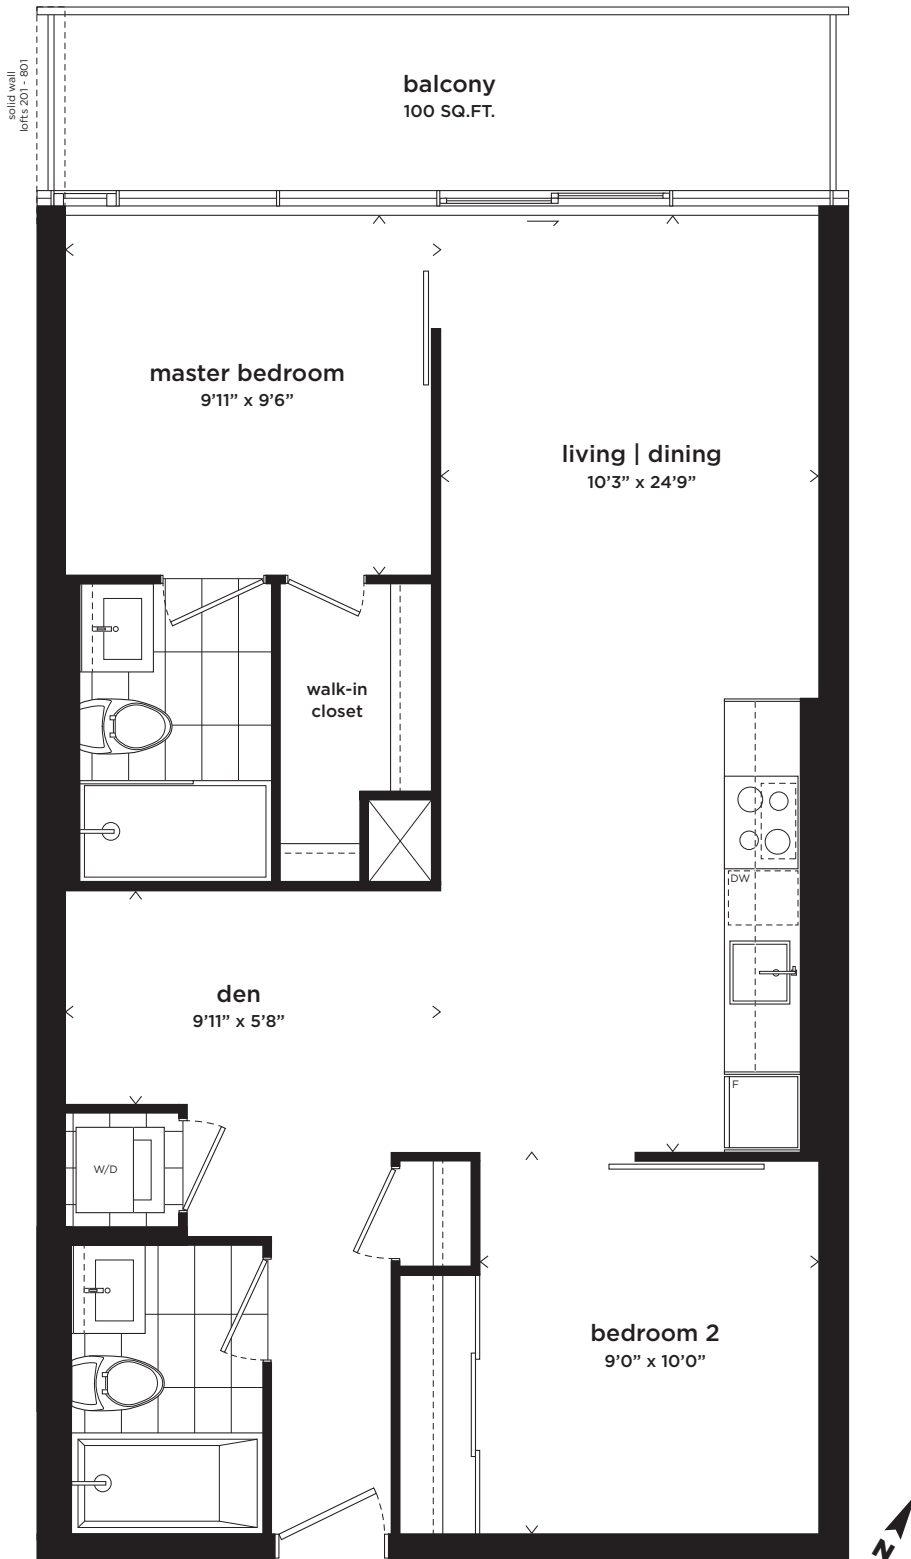 solid wall
lofts 201 - 801
balcony
100 SQ.FT.
master bedroom
9’11” x 9’6”
living | dining
10’3” x 24’9”
walk-in
closet
DW
den
9’11” x 5’8”
F
W/D
bedroom 2
9’0” x 10’0”
N